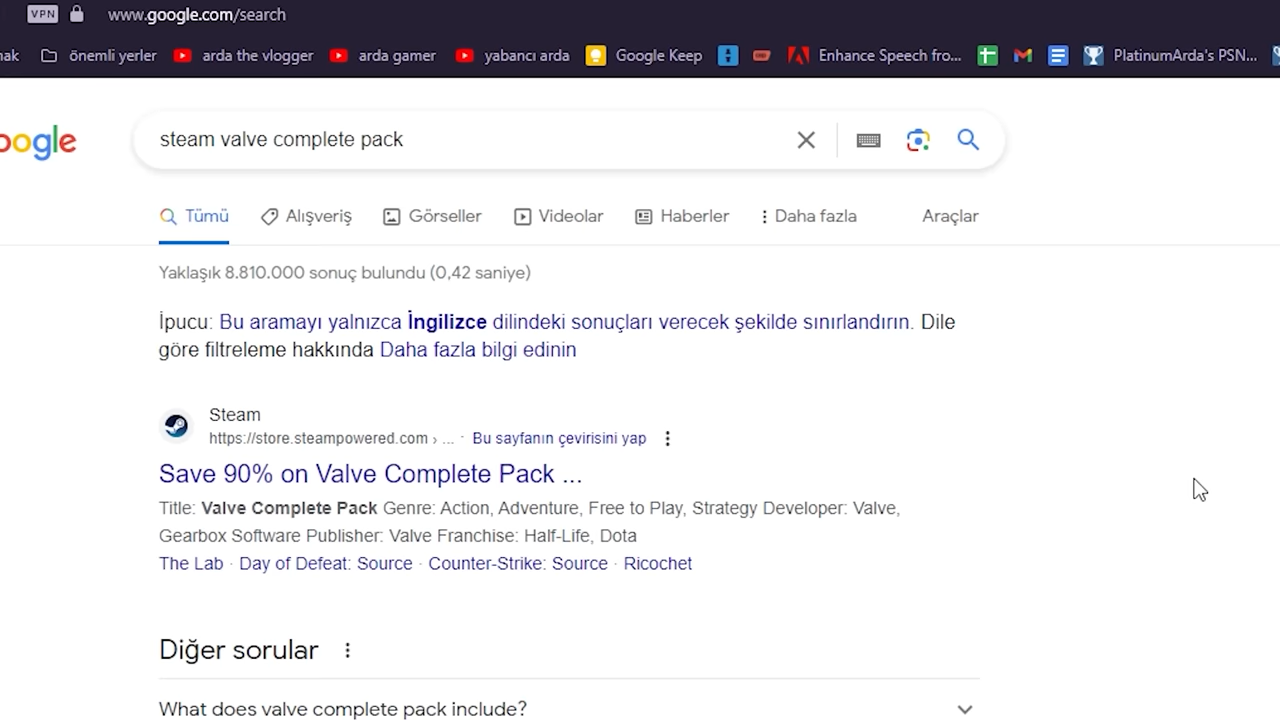 VPN www.google.com/search
nak önemli yerler arda the vlogger arda gamer yabancı arda Google Keep Enhance Speech fro... PlatinumArda's PSN...
oogle steam valve complete pack
Tümü Alışveriş Görseller Videolar Haberler Daha fazla Araçlar
Yaklaşık 8.810.000 sonuç bulundu (0,42 saniye)
İpucu: Bu aramayı yalnızca İngilizce dilindeki sonuçları verecek şekilde sınırlandırın. Dile
göre filtreleme hakkında Daha fazla bilgi edinin
Steam
https://store.steampowered.com › ... · Bu sayfanın çevirisini yap
Save 90% on Valve Complete Pack ...
Title: Valve Complete Pack Genre: Action, Adventure, Free to Play, Strategy Developer: Valve,
Gearbox Software Publisher: Valve Franchise: Half-Life, Dota
The Lab · Day of Defeat: Source · Counter-Strike: Source · Ricochet
Diğer sorular
What does valve complete pack include?